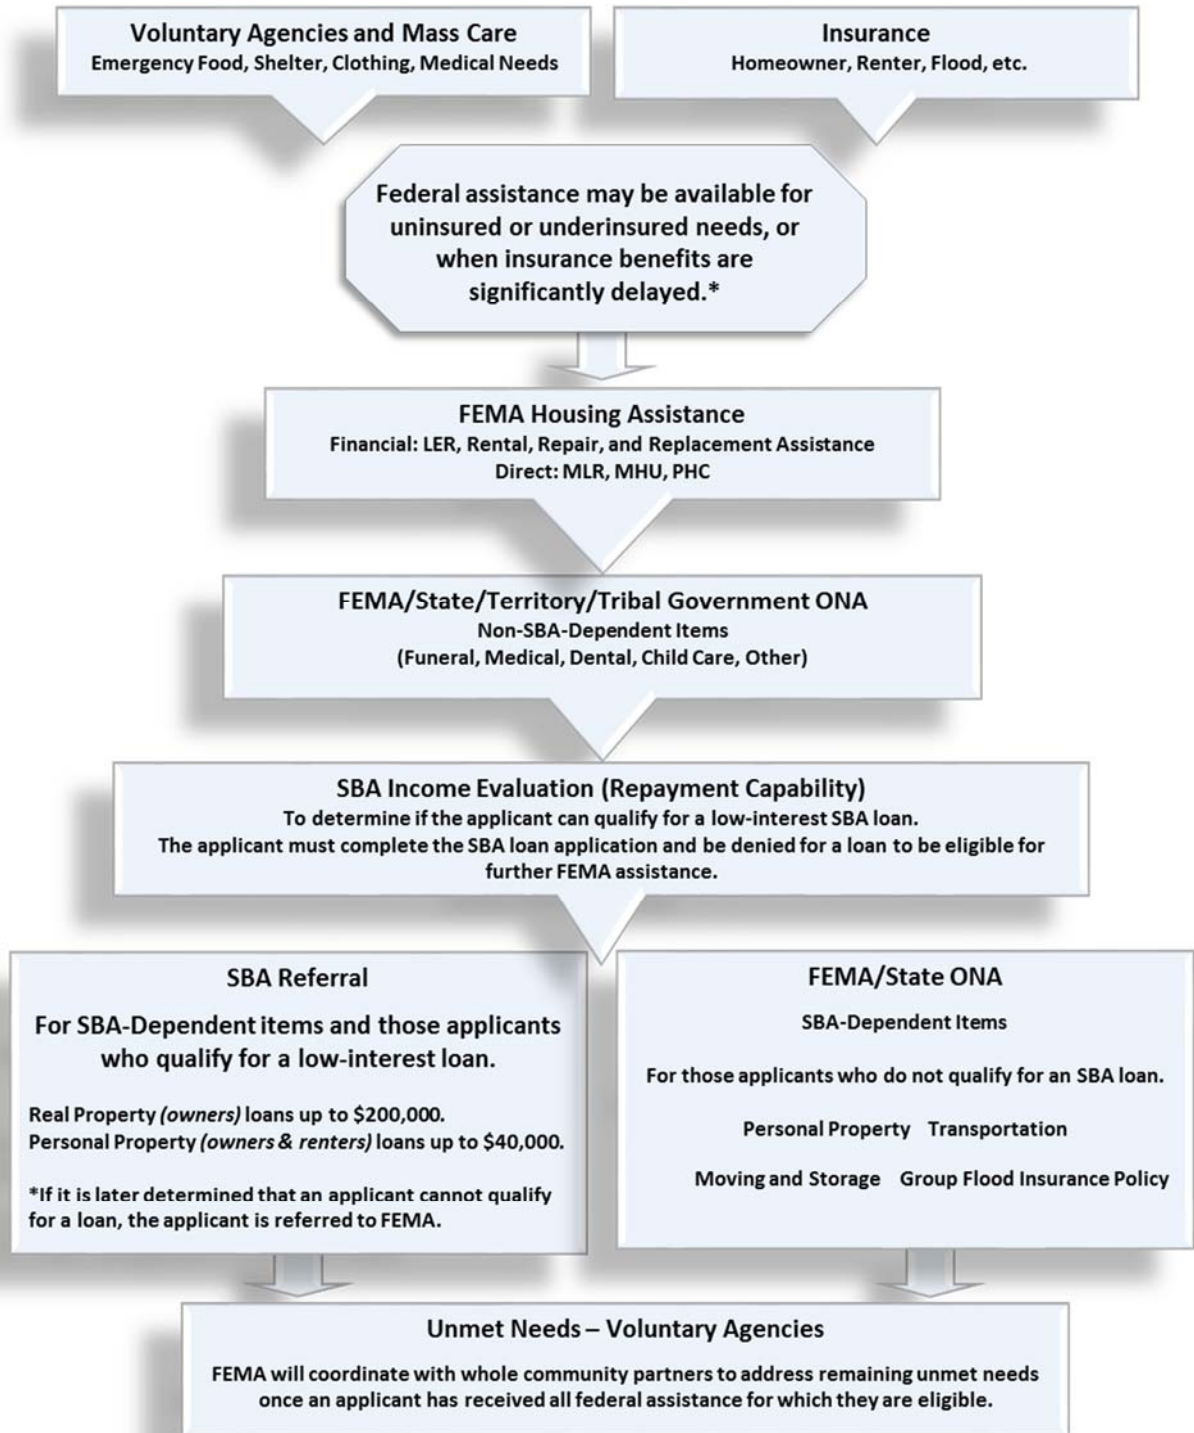 Voluntary Agencies and Mass Care
Emergency Food, Shelter, Clothing, Medical Needs
Insurance
Homeowner, Renter, Flood, etc.
Federal assistance may be available for
uninsured or underinsured needs, or
when insurance benefits are
significantly delayed.*
FEMA Housing Assistance
Financial: LER, Rental, Repair, and Replacement Assistance
Direct: MLR, MHU, PHC
FEMA/State/Territory/Tribal Government ONA
Non-SBA-Dependent Items
(Funeral, Medical, Dental, Child Care, Other)
SBA Income Evaluation (Repayment Capability)
To determine if the applicant can qualify for a low-interest SBA loan.
The applicant must complete the SBA loan application and be denied for a loan to be eligible for
further FEMA assistance.
SBA Referral
For SBA-Dependent items and those applicants
who qualify for a low-interest loan.
Real Property (owners) loans up to $200,000.
Personal Property (owners & renters) loans up to $40,000.
*If it is later determined that an applicant cannot qualify
for a loan, the applicant is referred to FEMA.
FEMA/State ONA
SBA-Dependent Items
For those applicants who do not qualify for an SBA loan.
Personal Property Transportation
Moving and Storage Group Flood Insurance Policy
Unmet Needs – Voluntary Agencies
FEMA will coordinate with whole community partners to address remaining unmet needs
once an applicant has received all federal assistance for which they are eligible.